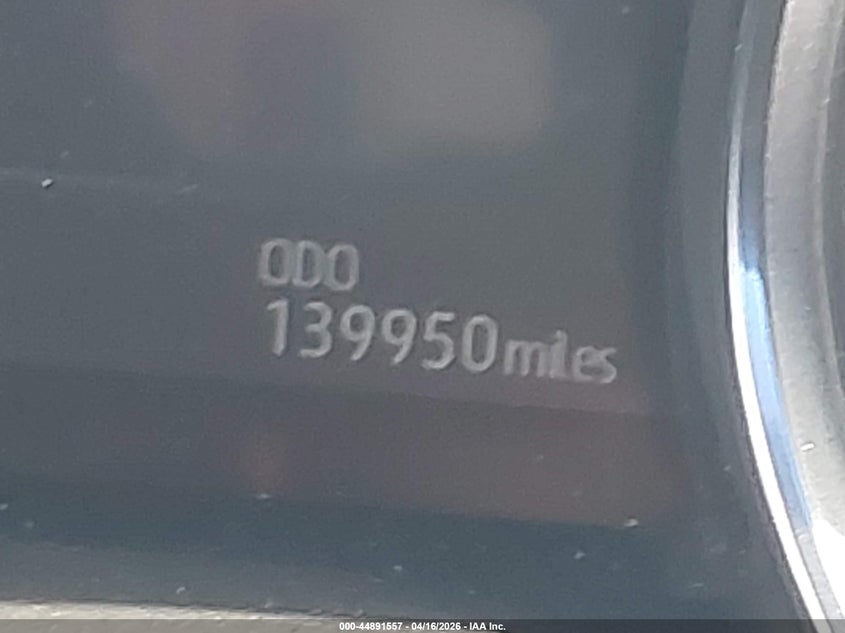 ODO
139950miles
000-44891557 - 04/16/2026 - IAA Inc.